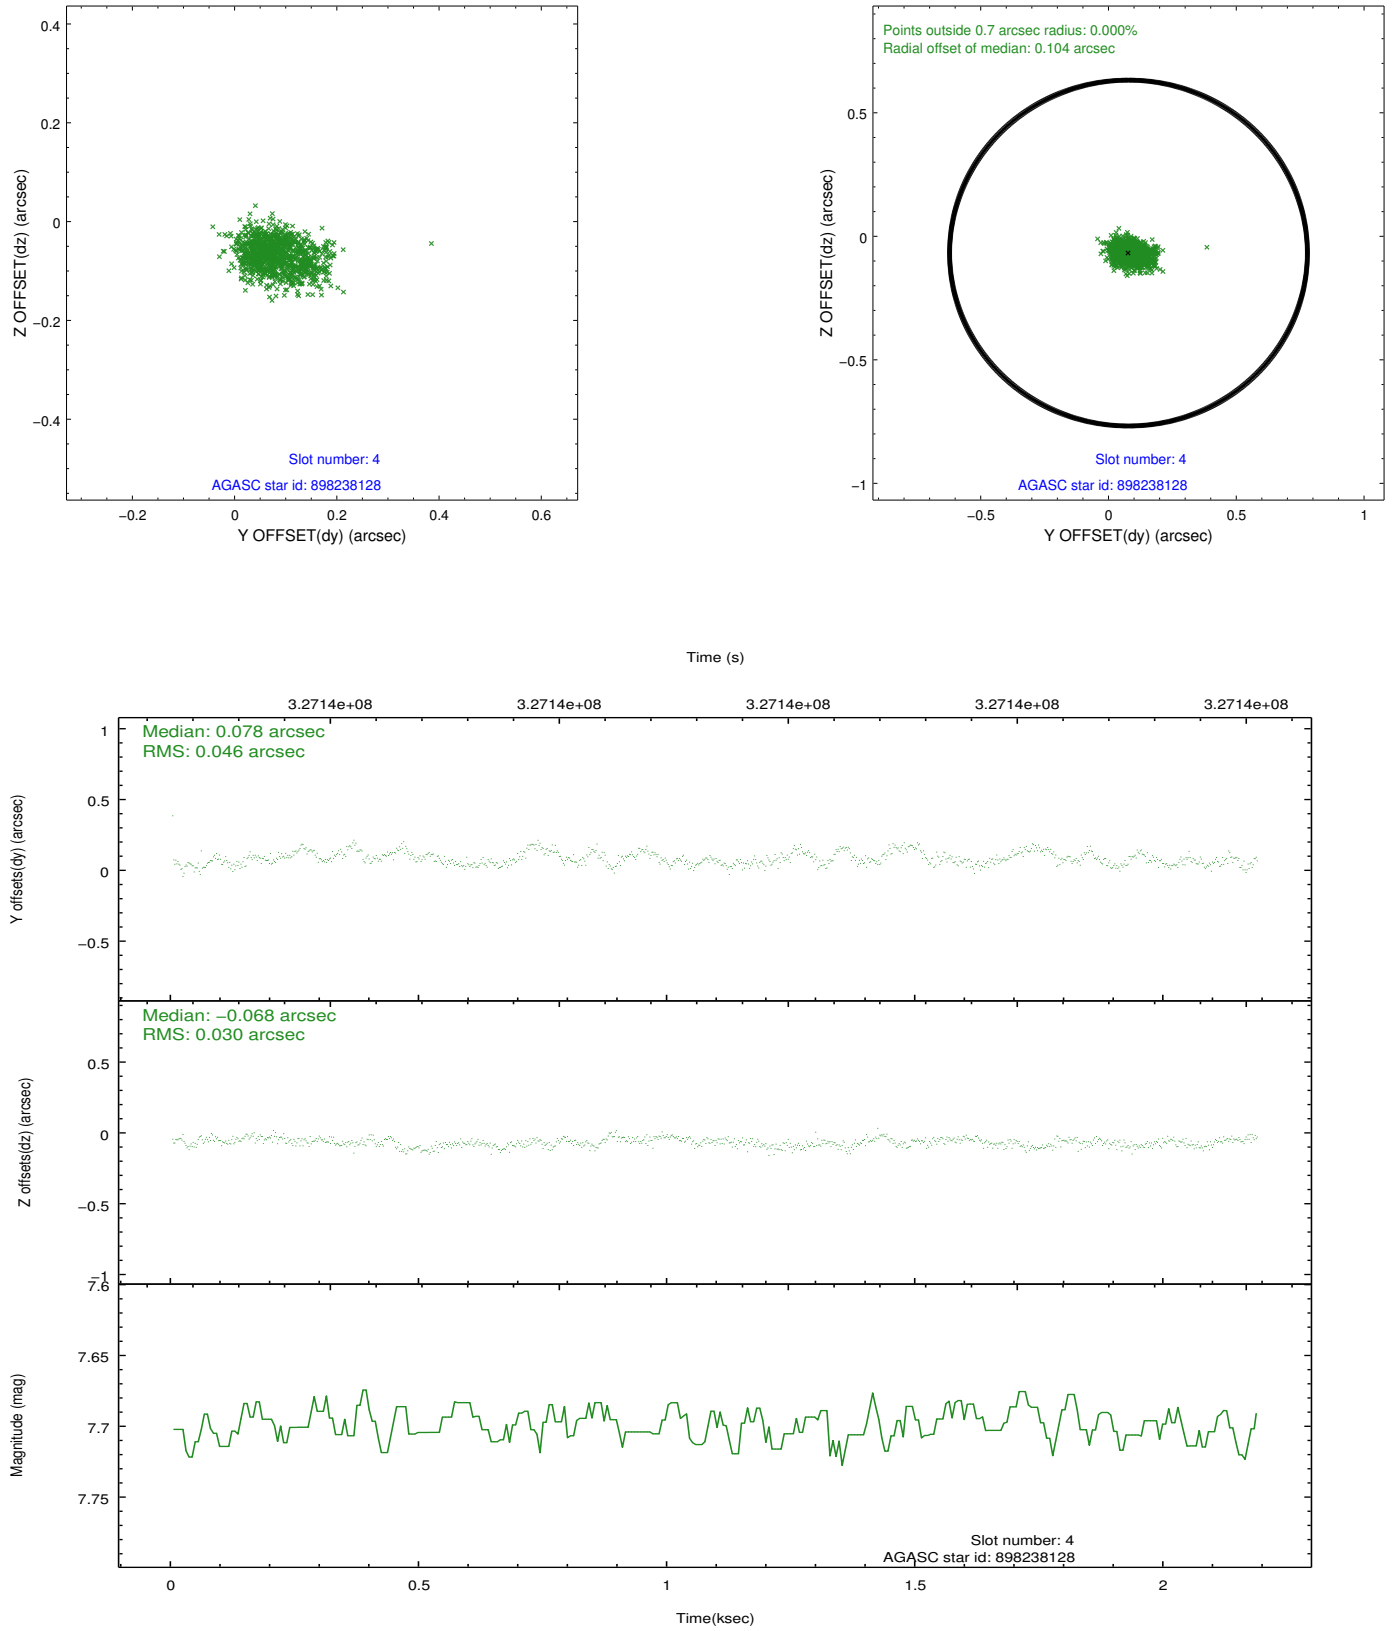 0.4
0.2
0
−0.2
−0.4
Z OFFSET(dz) (arcsec)
−0.2
0
0.2
0.4
0.6
Y OFFSET(dy) (arcsec)
Slot number: 4
AGASC star id: 898238128
Points outside 0.7 arcsec radius: 0.000%
Radial offset of median: 0.104 arcsec
0.5
0
−0.5
−1
Z OFFSET(dz) (arcsec)
−0.5
0
0.5
1
Y OFFSET(dy) (arcsec)
Slot number: 4
AGASC star id: 898238128
Time (s)
3.2714e+08
3.2714e+08
3.2714e+08
3.2714e+08
3.2714e+08
Median: 0.078 arcsec
RMS: 0.046 arcsec
1
0.5
0
−0.5
Y offsets(dy) (arcsec)
Median: −0.068 arcsec
RMS: 0.030 arcsec
0.5
0
−0.5
−1
Z offsets(dz) (arcsec)
7.6
7.65
7.7
7.75
Magnitude (mag)
Slot number: 4
AGASC star id: 898238128
0
0.5
1
1.5
2
Time(ksec)